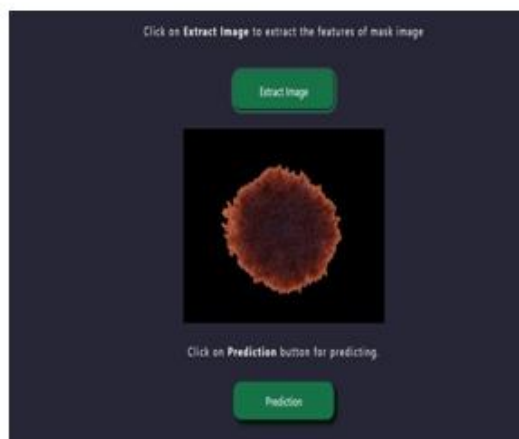 Click on Extract Image to extract the features of mask image
Extract Image
Click on Prediction button for predicting.
Prediction